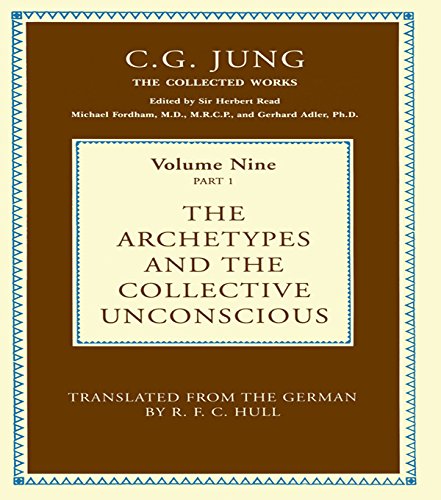 C.G. JUNG
THE COLLECTED WORKS
Edited by Sir Herbert Read
Michael Fordham, M.D., M.R.C.P., and Gerhard Adler, Ph.D.
Volume Nine
PART 1
THE
ARCHETYPES
AND THE
COLLECTIVE
UNCONSCIOUS
TRANSLATED FROM THE GERMAN
BY R. F. C. HULL